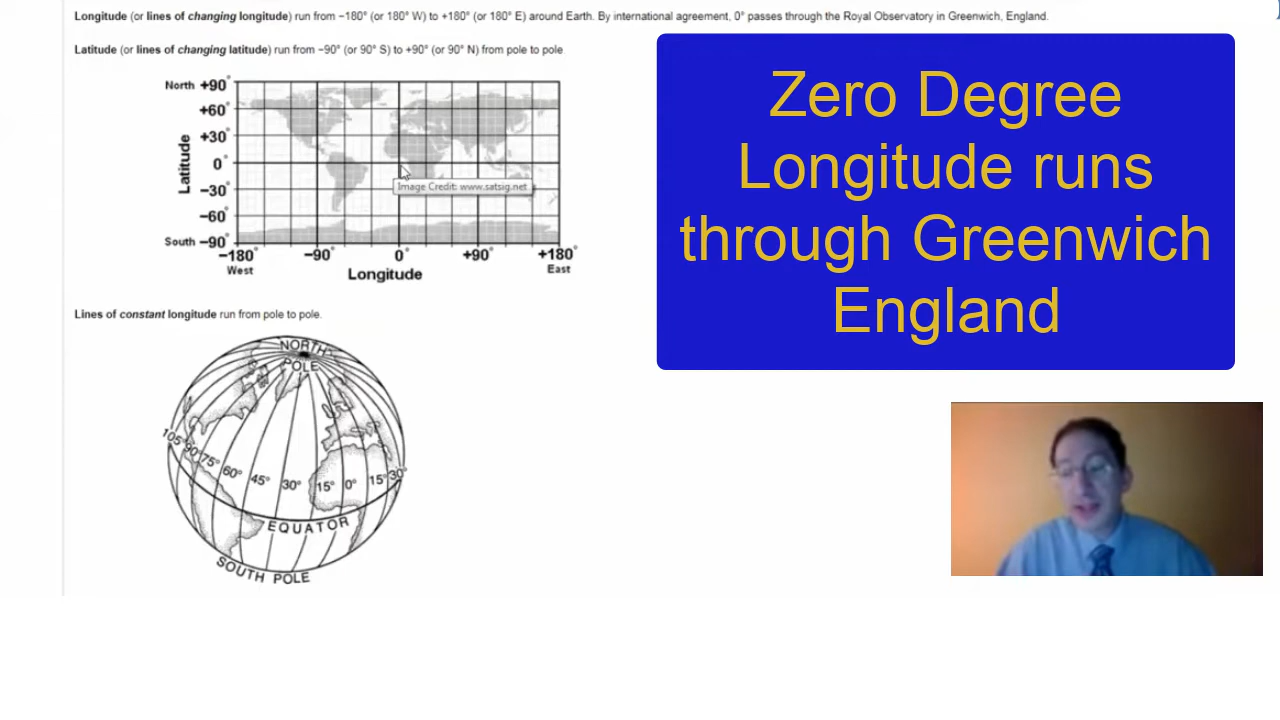 Longitude (or lines of changing longitude) run from −180° (or 180° W) to +180° (or 180° E) around Earth. By international agreement, 0° passes through the Royal Observatory in Greenwich, England.
Latitude (or lines of changing latitude) run from −90° (or 90° S) to +90° (or 90° N) from pole to pole
North +90°
+60°
+30°
Latitude
0°
−30°
−60°
South −90°
−180° −90° 0° +90° +180°
West East
Longitude
Image Credit: www.satsig.net
Zero Degree
Longitude runs
through Greenwich
England
Lines of constant longitude run from pole to pole.
NORTH
POLE
105° 90° 75° 60° 45° 30° 15° 0° 15° 30°
EQUATOR
SOUTH POLE